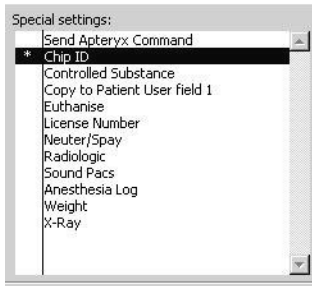 Special settings:
Send Apteryx Command
* Chip ID
Controlled Substance
Copy to Patient User field 1
Euthanise
License Number
Neuter/Spay
Radiologic
Sound Pacs
Anesthesia Log
Weight
X-Ray